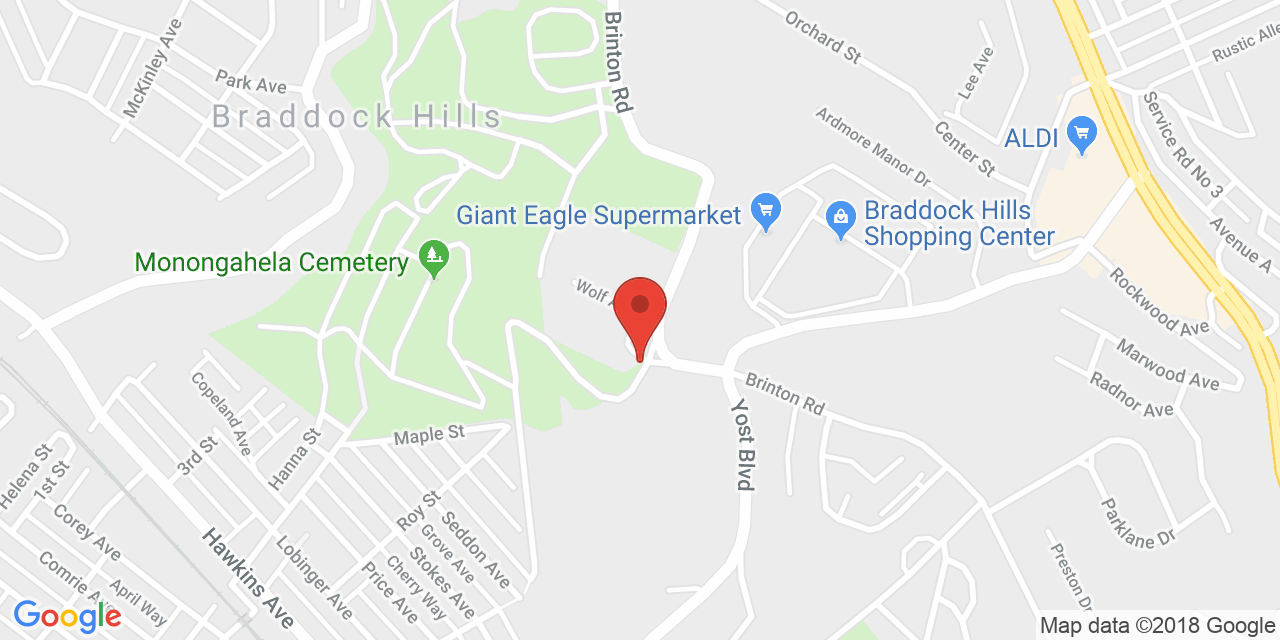 McKinley Ave
Park Ave
Braddock Hills
Brinton Rd
Orchard St
Lee Ave
Rustic Alle
Service Rd No 3
Center St
Ardmore Manor Dr
ALDI
Giant Eagle Supermarket
Braddock Hills
Shopping Center
Avenue A
Monongahela Cemetery
Wolf
Rockwood Ave
Marwood Ave
Radnor Ave
Brinton Rd
Yost Blvd
Copeland Ave
Maple St
3rd St
Hanna St
Helena St
1st St
Roy St
Seddon Ave
Grove Ave
Stokes Ave
Cherry Way
Price Ave
Lobinger Ave
Hawkins Ave
Corey Ave
Comrie Ave
April Way
Parklane Dr
Preston Dr
Google
Map data ©2018 Google